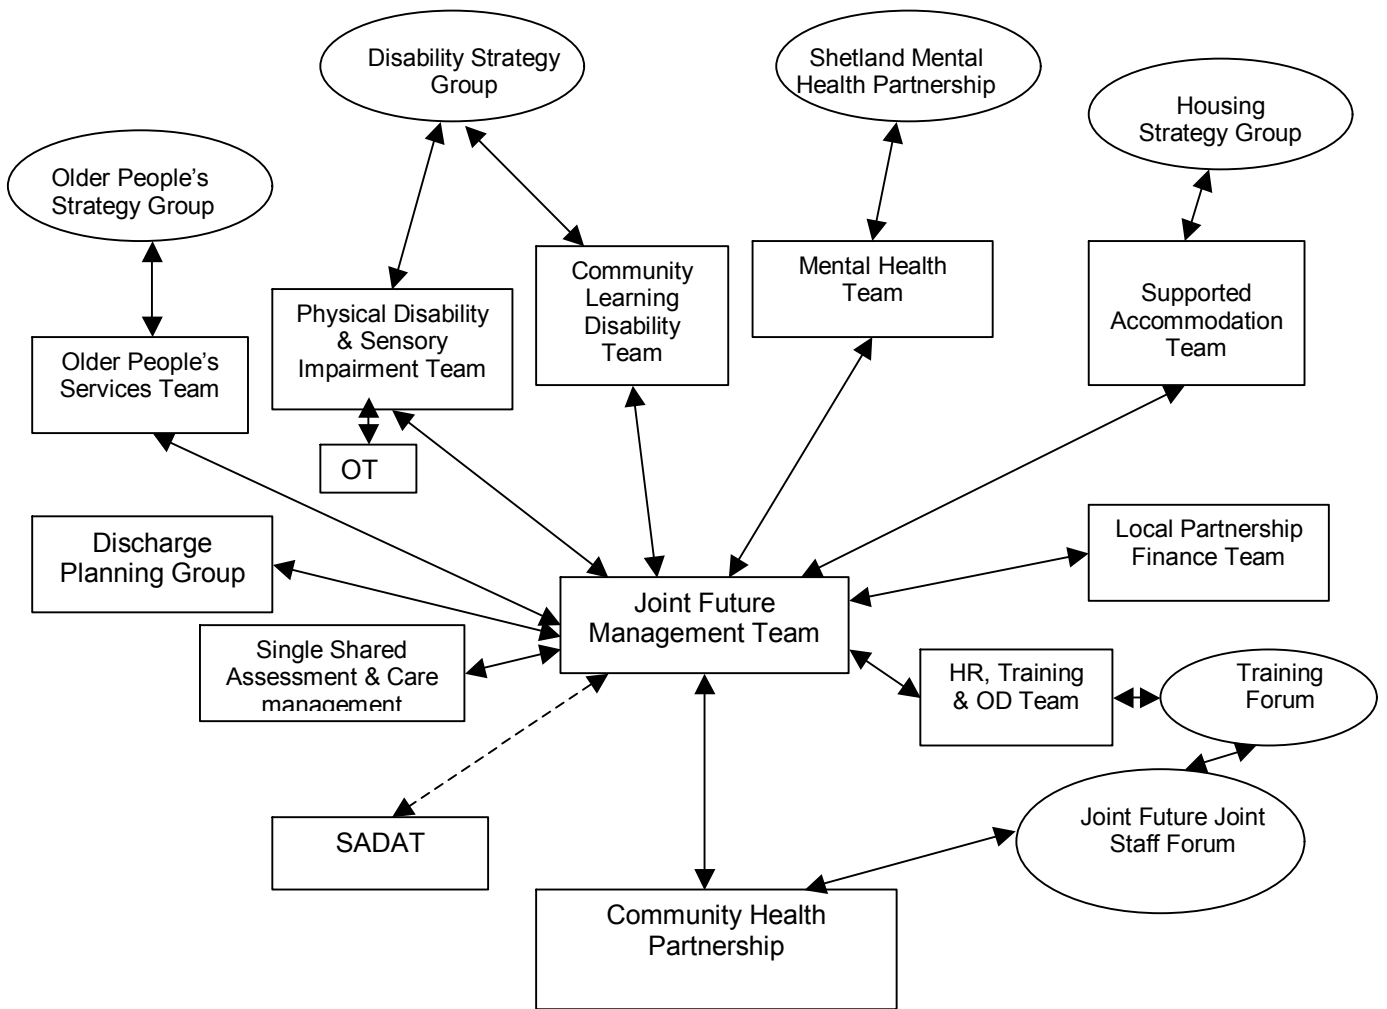 Disability Strategy
Group
Shetland Mental
Health Partnership
Housing
Strategy Group
Older People’s
Strategy Group
Community
Learning
Disability
Team
Mental Health
Team
Supported
Accommodation
Team
Physical Disability
& Sensory
Impairment Team
Older People’s
Services Team
OT
Discharge
Planning Group
Local Partnership
Finance Team
Joint Future
Management Team
Single Shared
Assessment & Care
management
HR, Training
& OD Team
Training
Forum
SADAT
Joint Future Joint
Staff Forum
Community Health
Partnership